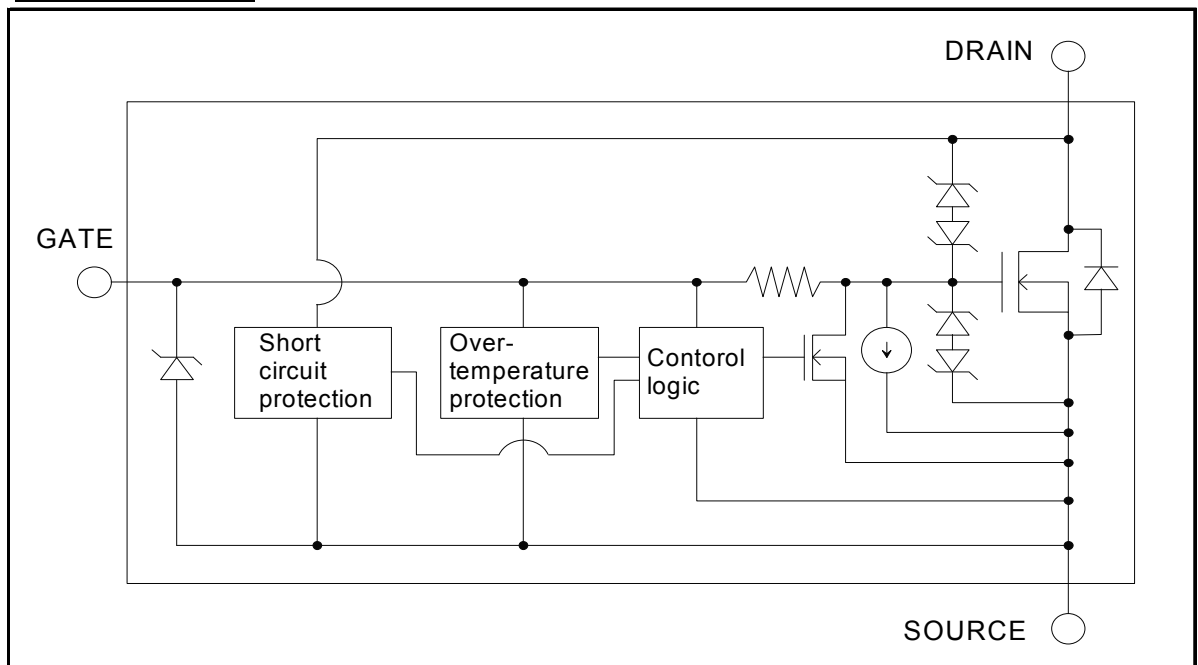 DRAIN
GATE
Short
circuit
protection
Over-
temperature
protection
Contorol
logic
SOURCE